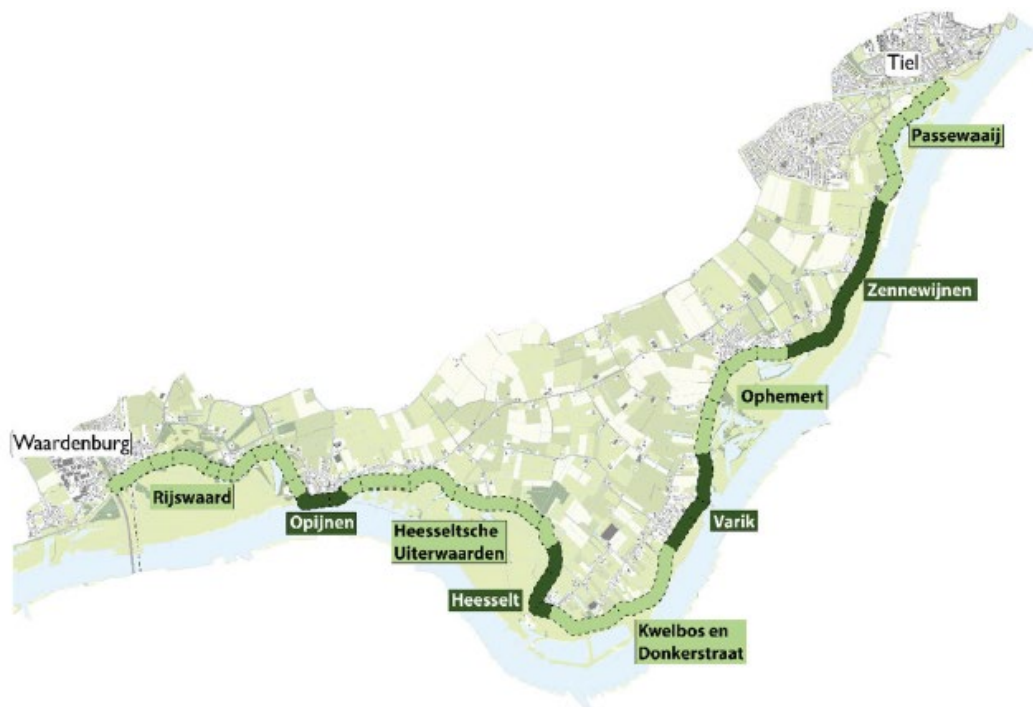 Tiel
Passewaaij
Zennewijnen
Ophemert
Waardenburg
Rijswaard
Opijnen
Varik
Heesseltsche
Uiterwaarden
Heesselt
Kwelbos en
Donkerstraat